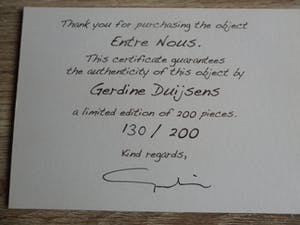 Thank you for purchasing the object
Entre Nous.
This certificate guarantees
the authenticity of this object by
Gerdine Duijsens
a limited edition of 200 pieces.
130 / 200
Kind regards,